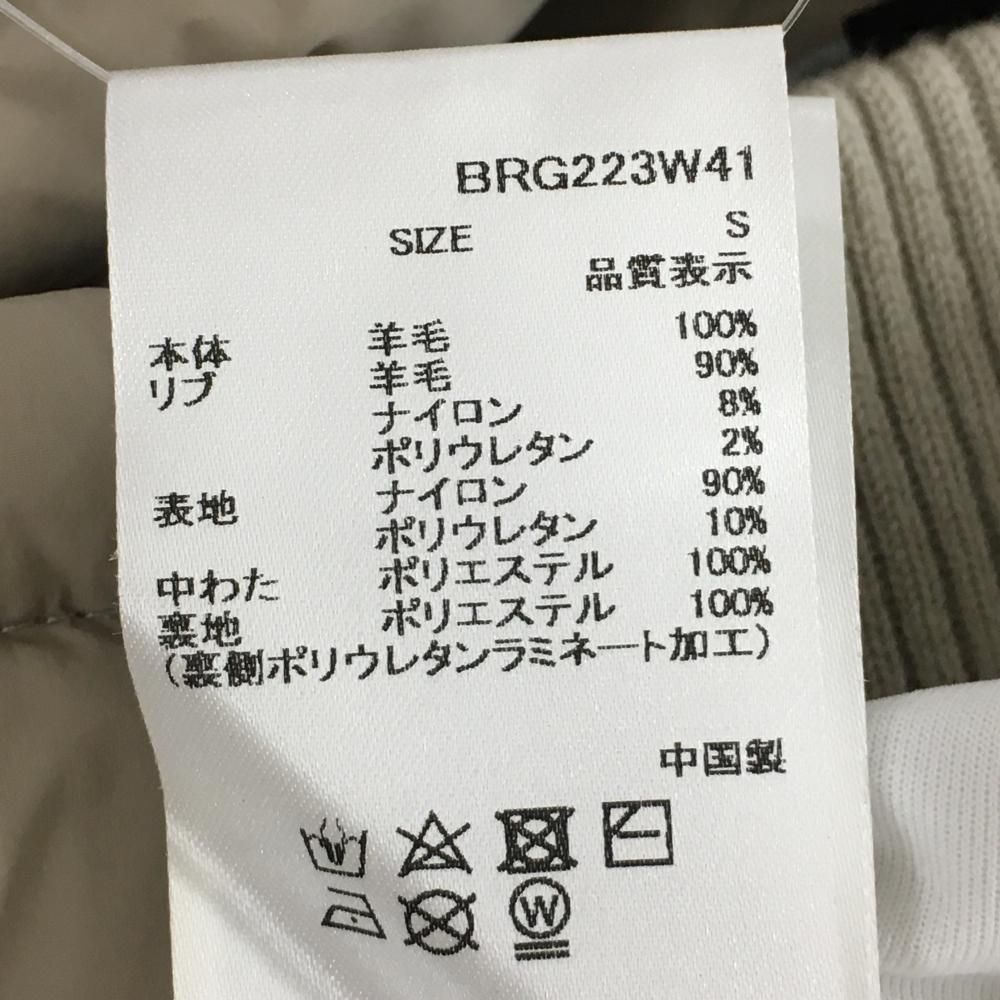 BRG223W41
SIZE S
品質表示
本体 羊毛 100%
リブ 羊毛 90%
ナイロン 8%
ポリウレタン 2%
表地 ナイロン 90%
ポリウレタン 10%
中わた ポリエステル 100%
裏地 ポリエステル 100%
(裏側ポリウレタンラミネート加工)
中国製
W